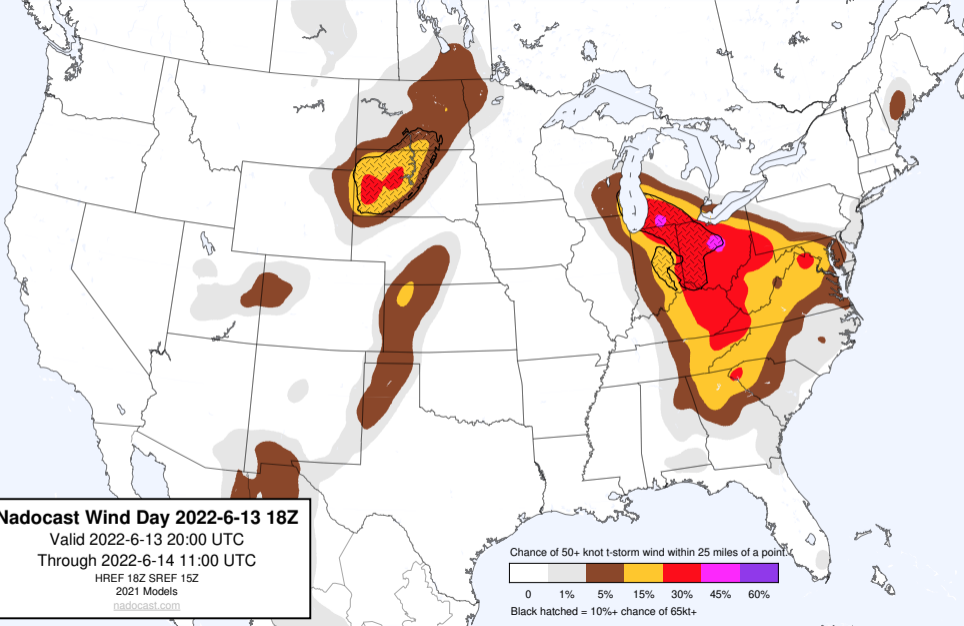 Nadocast Wind Day 2022-6-13 18Z
Valid 2022-6-13 20:00 UTC
Through 2022-6-14 11:00 UTC
HREF 18Z SREF 15Z
2021 Models
nadocast.com
Chance of 50+ knot t-storm wind within 25 miles of a point.
0 1% 5% 15% 30% 45% 60%
Black hatched = 10%+ chance of 65kt+